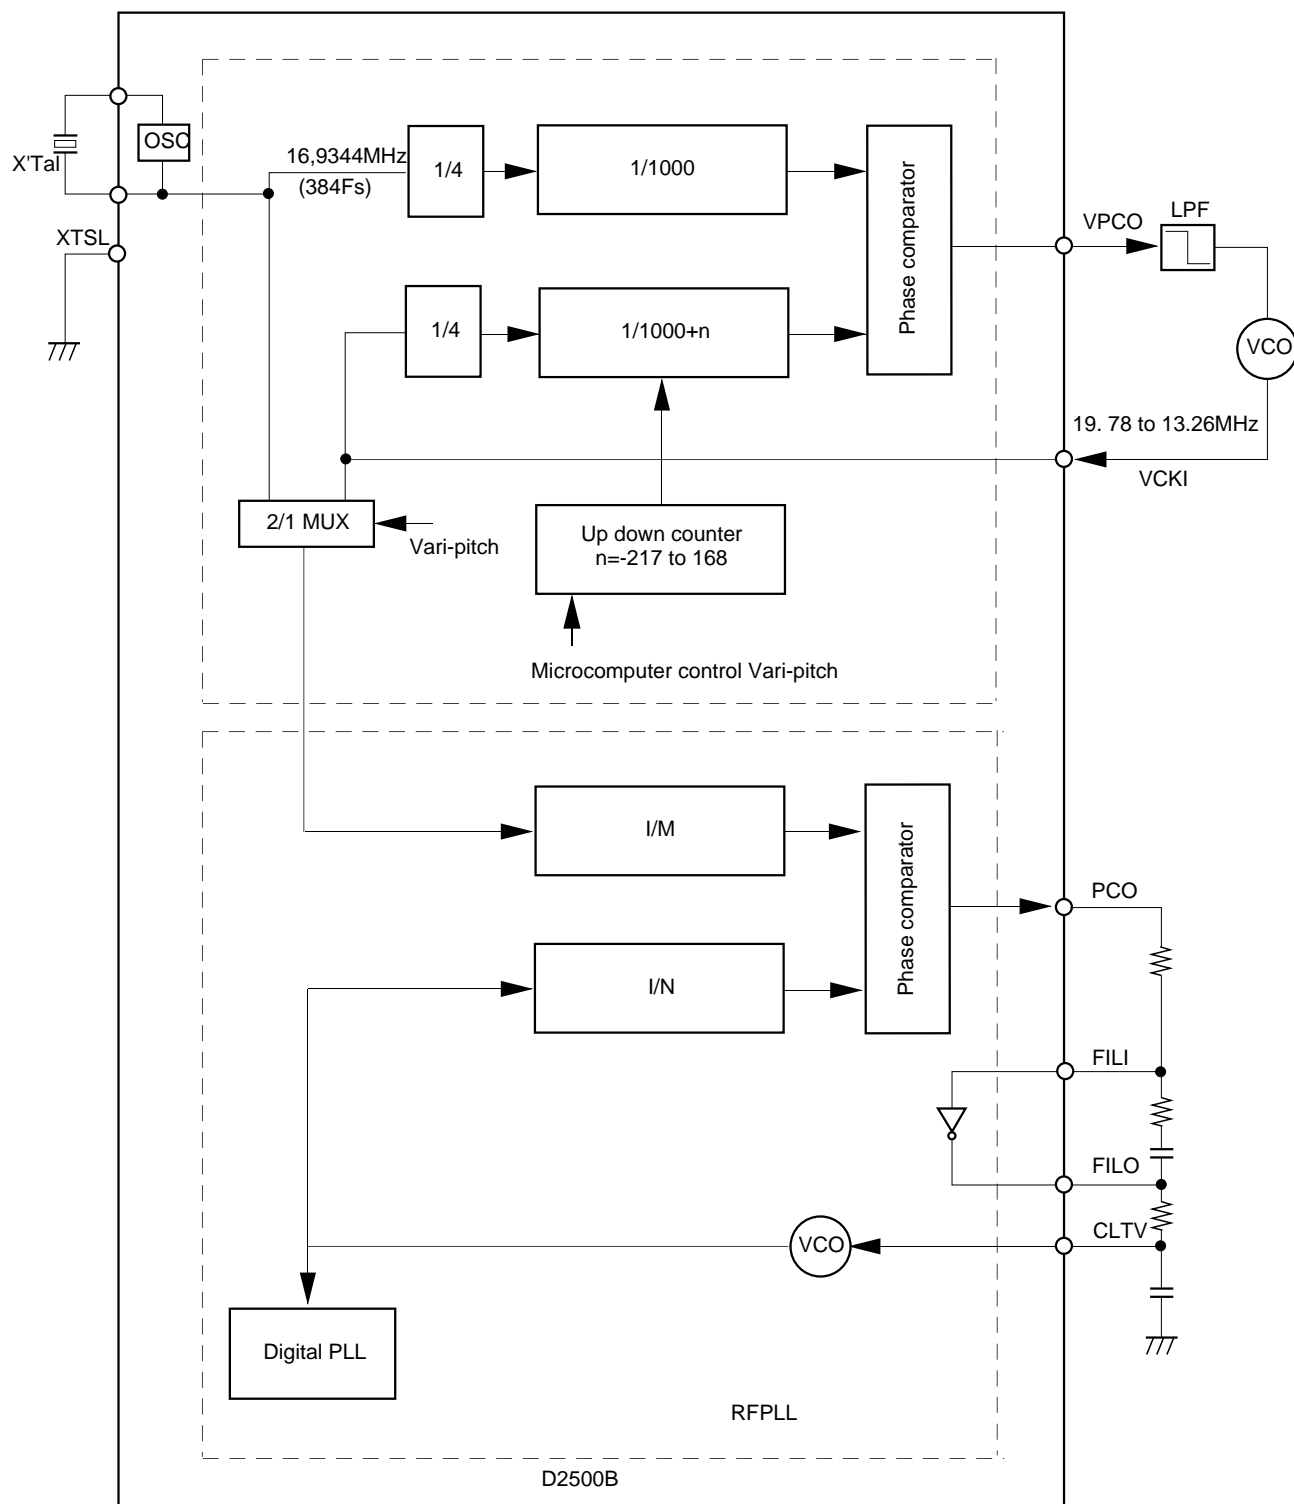 OSC
X'Tal
16,9344MHz
(384Fs)
1/4
1/1000
Phase comparator
VPCO
LPF
XTSL
1/4
1/1000+n
VCO
19. 78 to 13.26MHz
VCKI
2/1 MUX
Vari-pitch
Up down counter
n=-217 to 168
Microcomputer control Vari-pitch
I/M
Phase comparator
PCO
I/N
FILI
FILO
CLTV
VCO
Digital PLL
RFPLL
D2500B